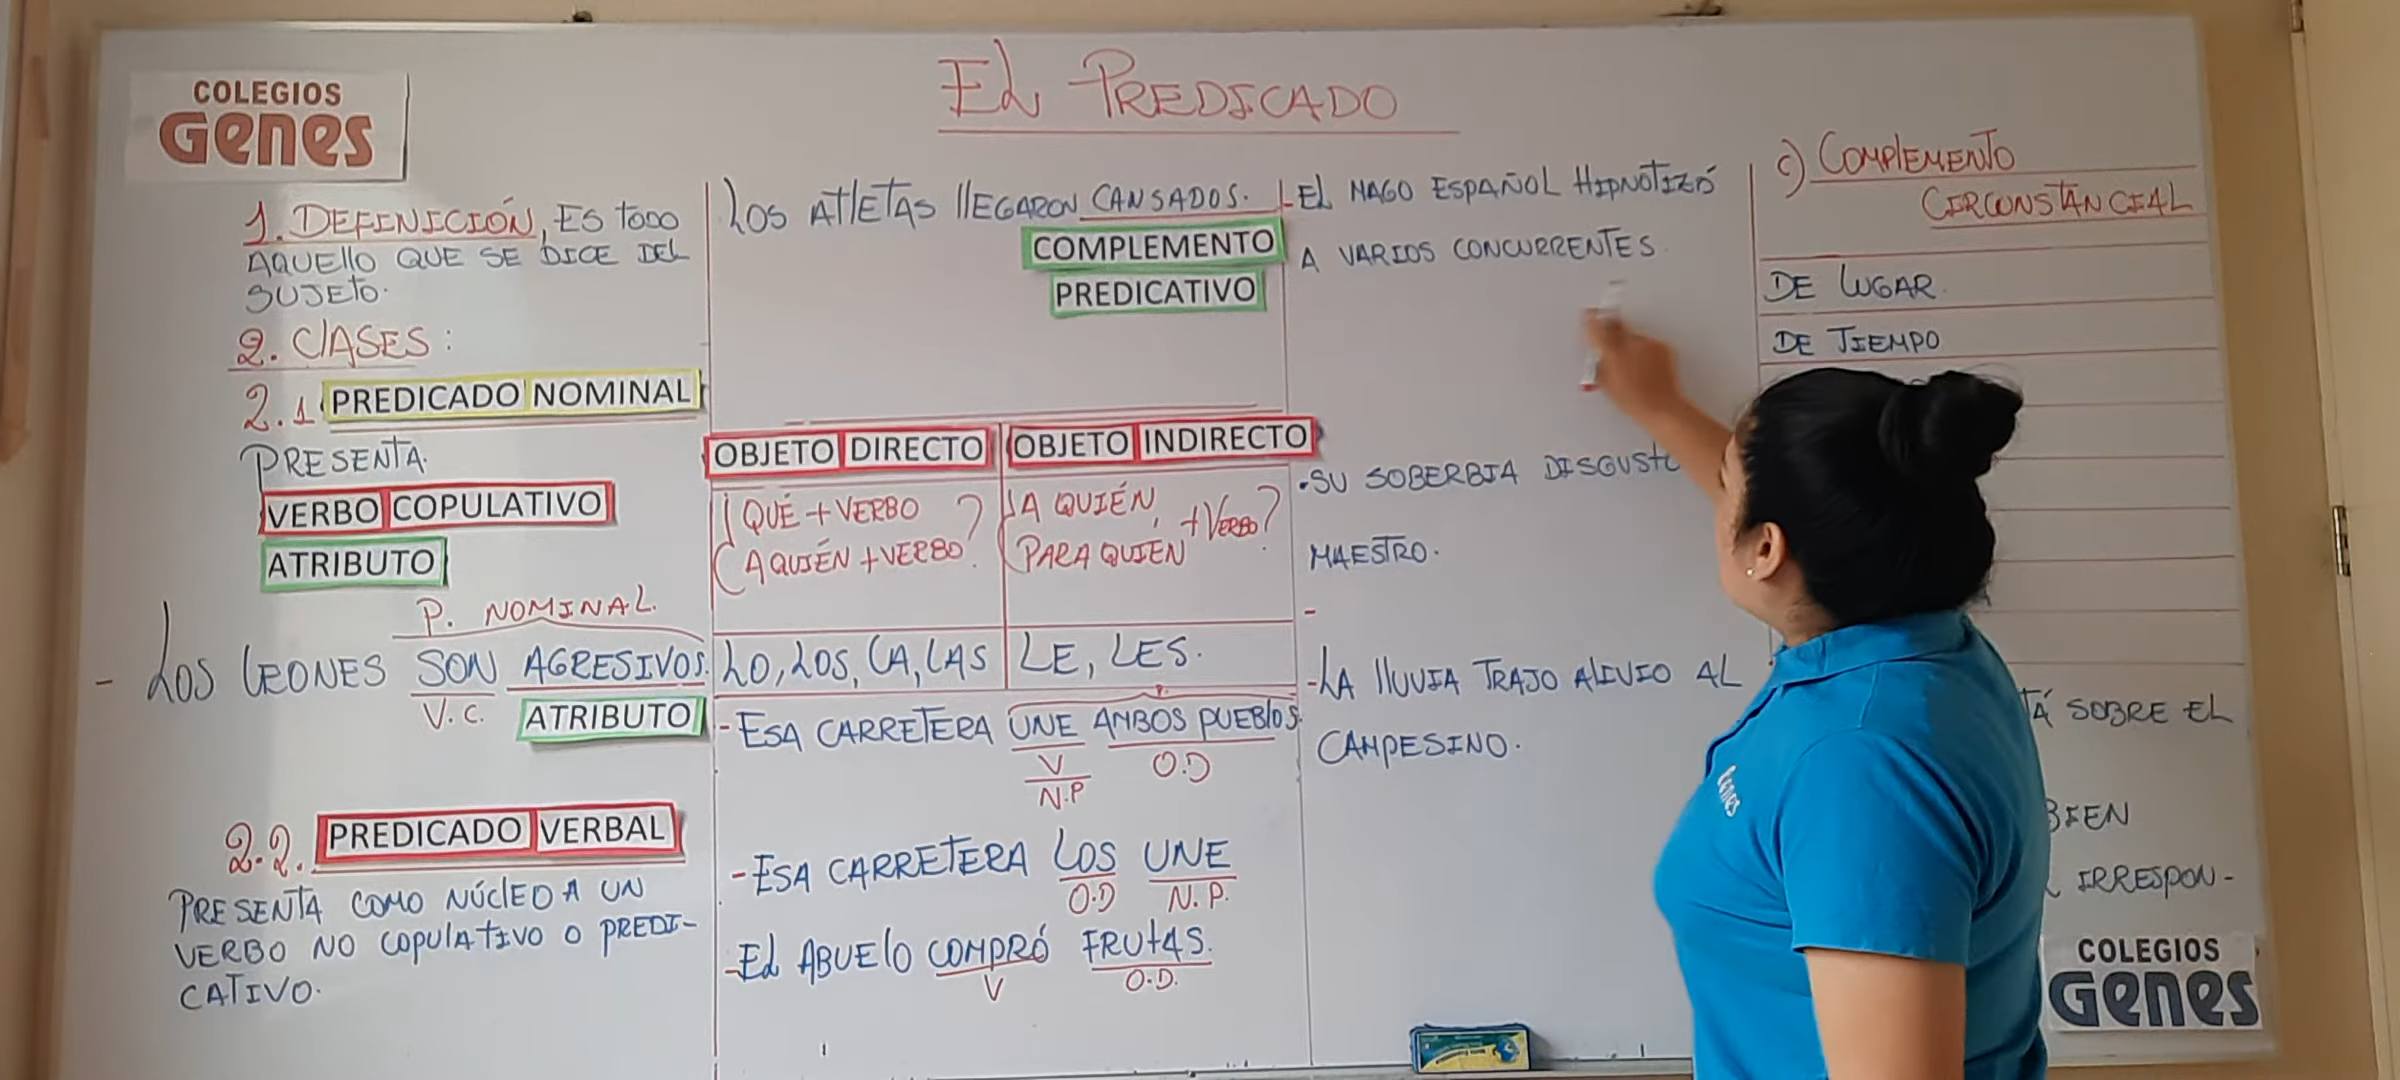 EL PREDICADO
COLEGIOS
Genes
1. DEFINICIÓN, ES TODO
AQUELLO QUE SE DICE DEL
SUJETO.
2. CLASES:
2.1 PREDICADO NOMINAL
PRESENTA
VERBO COPULATIVO
ATRIBUTO
P. NOMINAL
- LOS LEONES SON AGRESIVOS.
V.C. ATRIBUTO
2.2. PREDICADO VERBAL
PRESENTA COMO NÚCLEO A UN
VERBO NO COPULATIVO O PREDI-
CATIVO.
LOS ATLETAS LLEGARON CANSADOS.
COMPLEMENTO
PREDICATIVO
OBJETO DIRECTO
¿QUÉ + VERBO?
¿A QUIÉN + VERBO?
LO, LOS, LA, LAS
OBJETO INDIRECTO
¿A QUIÉN
PARA QUIÉN + VERBO?
LE, LES.
- ESA CARRETERA UNE AMBOS PUEBLOS.
V O.D
N.P
- ESA CARRETERA LOS UNE
O.D N.P.
- EL ABUELO COMPRÓ FRUTAS.
V O.D.
- EL MAGO ESPAÑOL HIPNOTIZÓ
A VARIOS CONCURRENTES.
• SU SOBERBIA DISGUSTÓ
MAESTRO.
-
- LA LLUVIA TRAJO ALIVIO AL
CAMPESINO.
C) COMPLEMENTO
CIRCUNSTANCIAL
DE LUGAR.
DE TIEMPO
SOBRE EL
BIEN
IRRESPON-
COLEGIOS
Genes
Genes